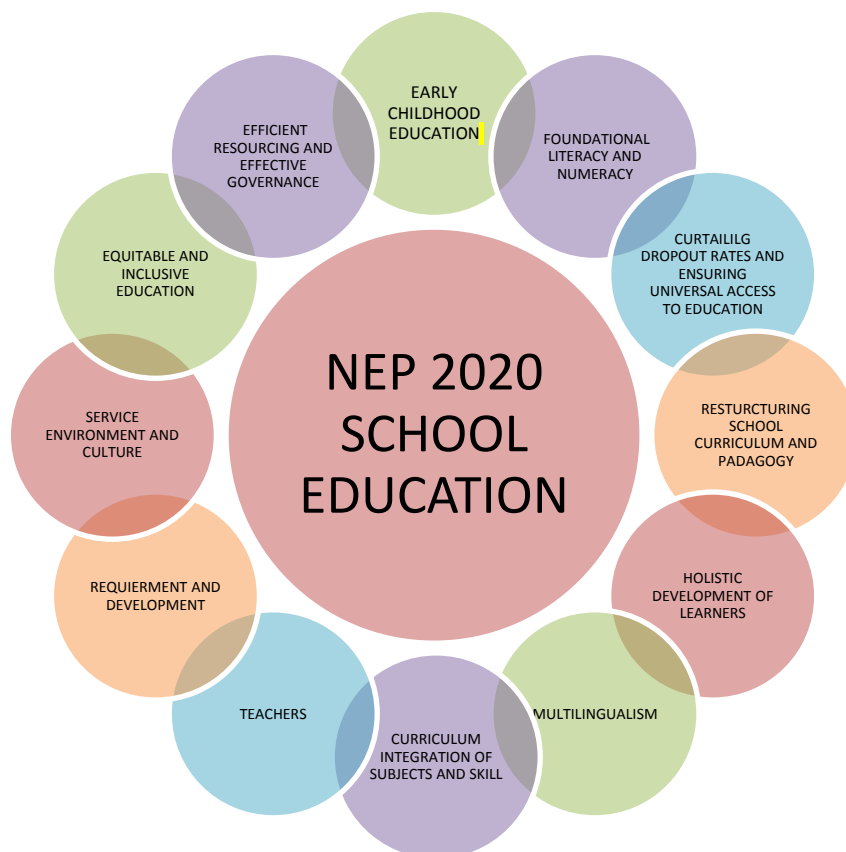 EARLY
CHILDHOOD
EDUCATION
FOUNDATIONAL
LITERACY AND
NUMERACY
CURTAILILG
DROPOUT RATES AND
ENSURING
UNIVERSAL ACCESS
TO EDUCATION
RESTURCTURING
SCHOOL
CURRICULUM AND
PADAGOGY
HOLISTIC
DEVELOPMENT OF
LEARNERS
MULTILINGUALISM
CURRICULUM
INTEGRATION OF
SUBJECTS AND SKILL
TEACHERS
REQUIERMENT AND
DEVELOPMENT
SERVICE
ENVIRONMENT AND
CULTURE
EQUITABLE AND
INCLUSIVE
EDUCATION
EFFICIENT
RESOURCING AND
EFFECTIVE
GOVERNANCE
NEP 2020
SCHOOL
EDUCATION